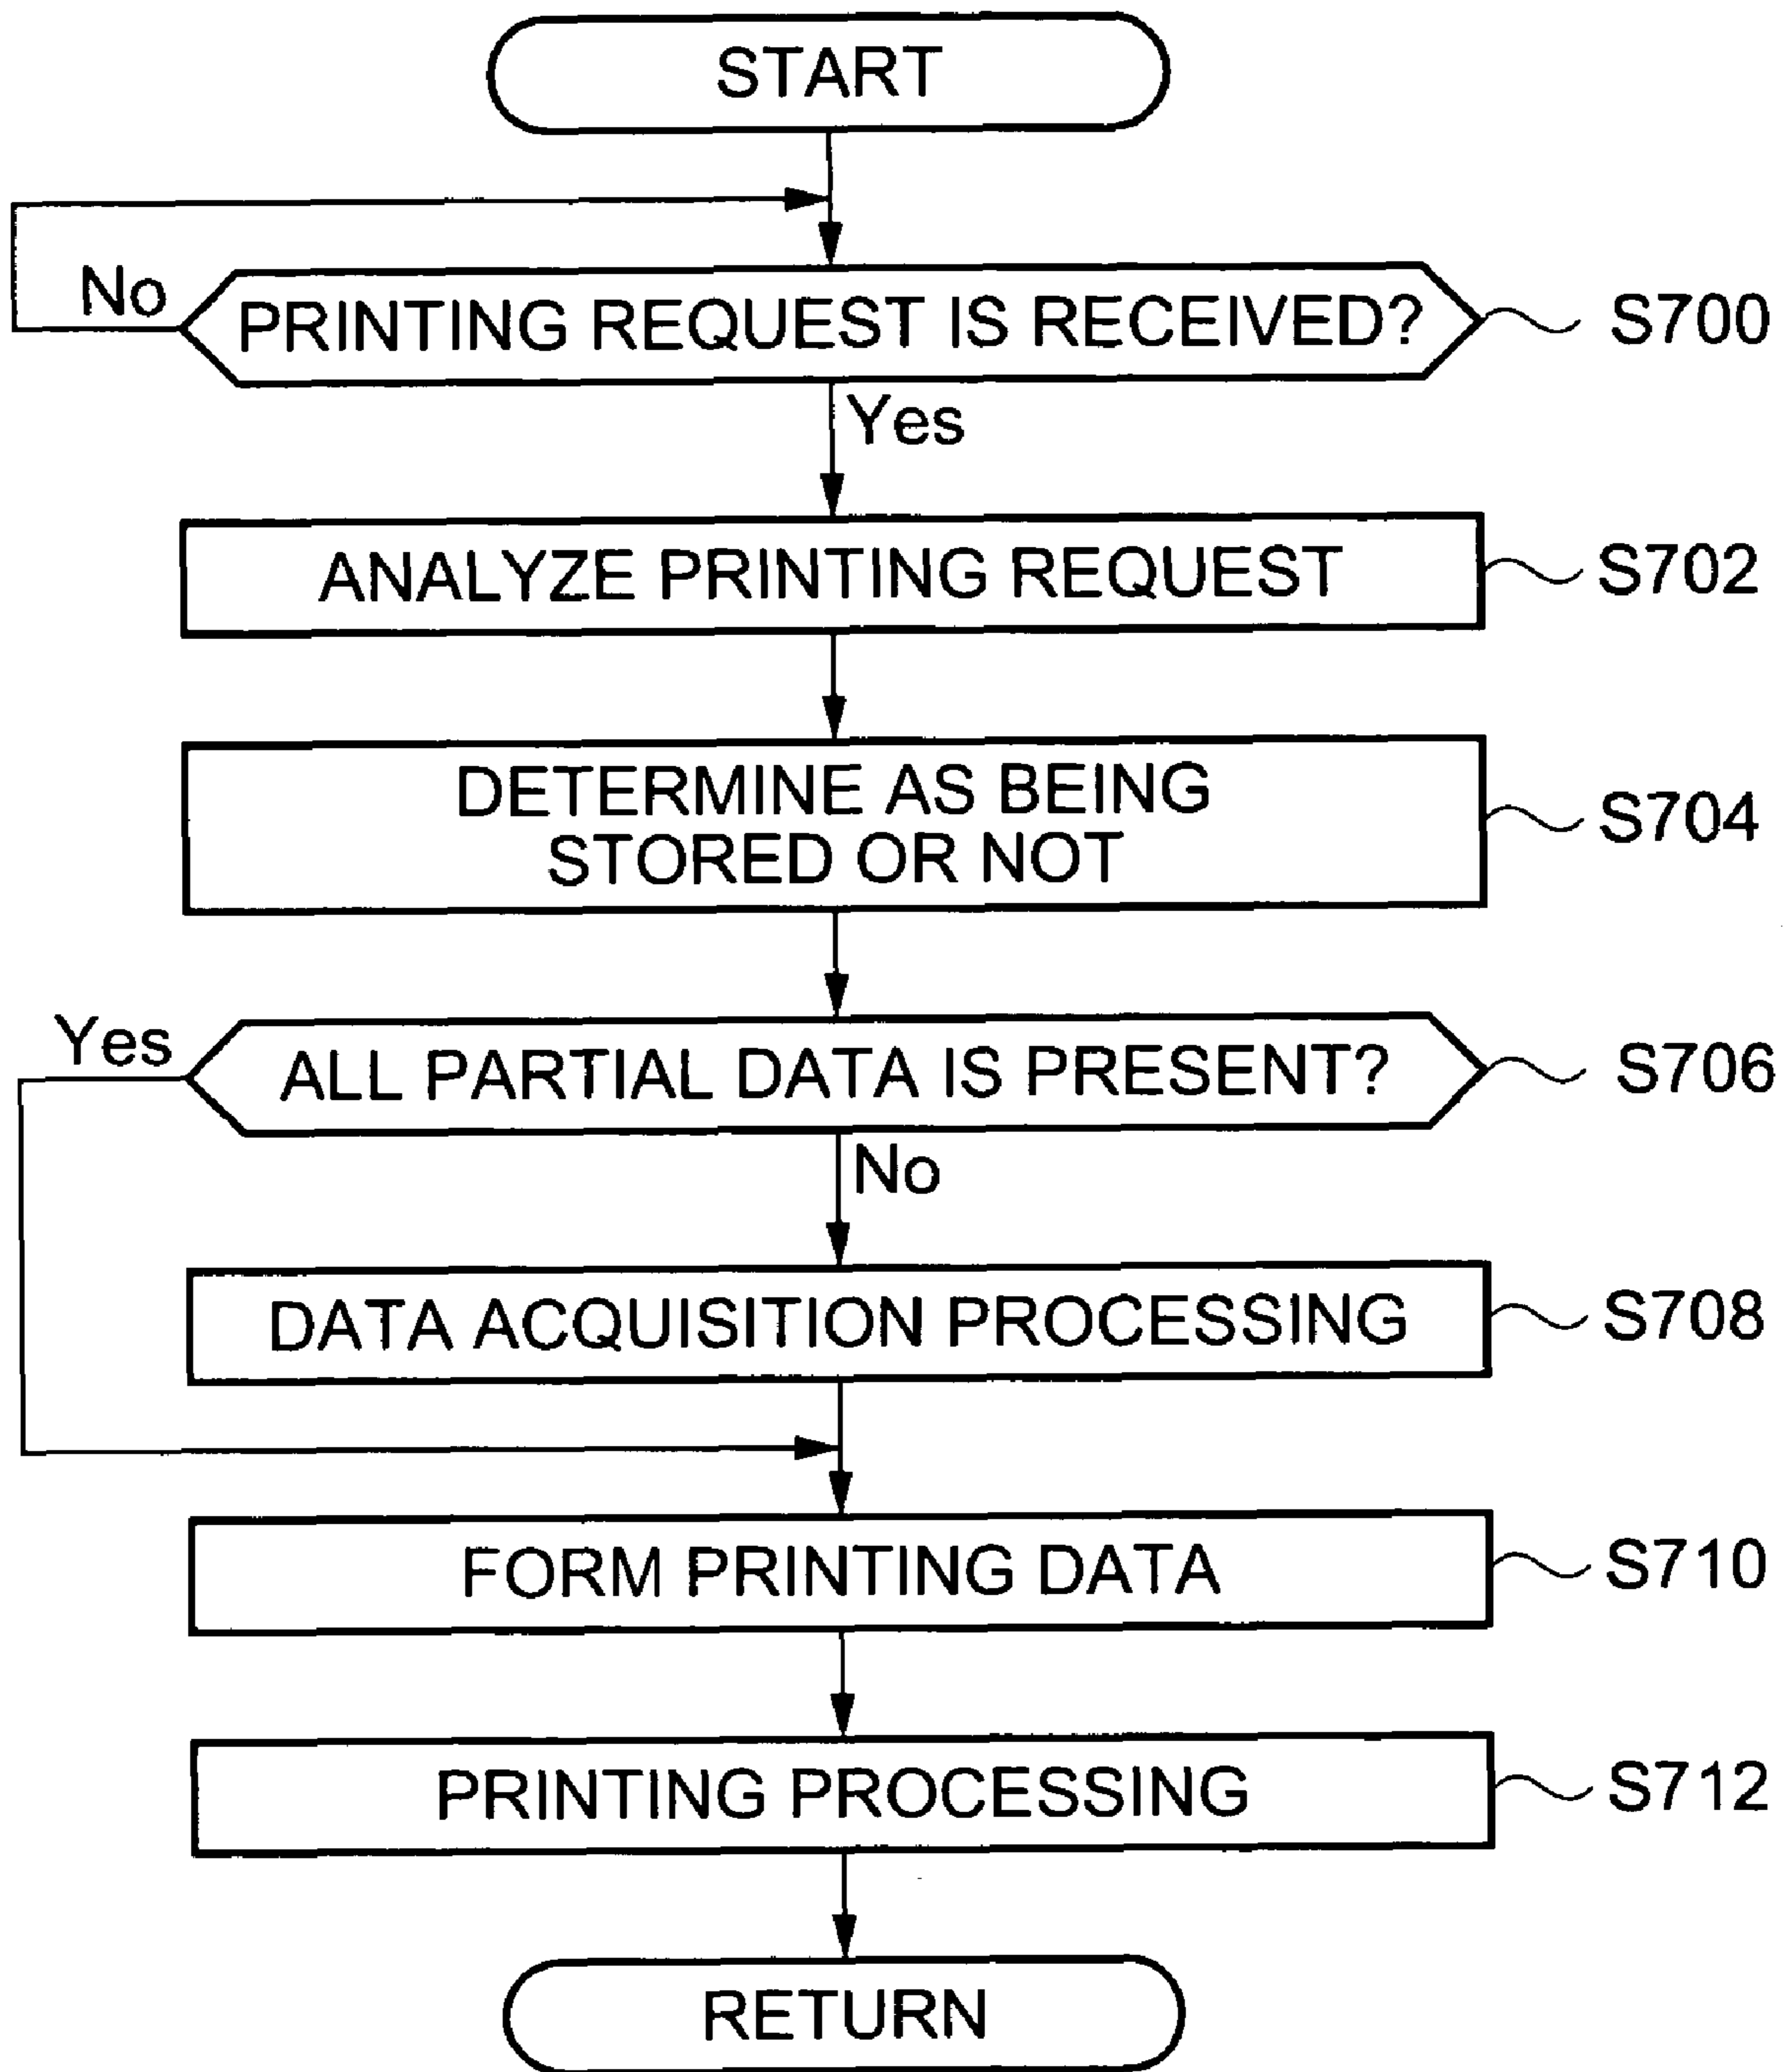 START
No
PRINTING REQUEST IS RECEIVED?
S700
Yes
ANALYZE PRINTING REQUEST
S702
DETERMINE AS BEING
STORED OR NOT
S704
Yes
ALL PARTIAL DATA IS PRESENT?
S706
No
DATA ACQUISITION PROCESSING
S708
FORM PRINTING DATA
S710
PRINTING PROCESSING
S712
RETURN